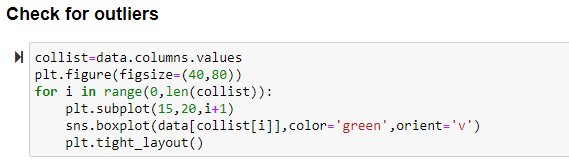 Check for outliers
collist=data.columns.values
plt.figure(figsize=(40,80))
for i in range(0,len(collist)):
    plt.subplot(15,20,i+1)
    sns.boxplot(data[collist[i]],color='green',orient='v')
    plt.tight_layout()